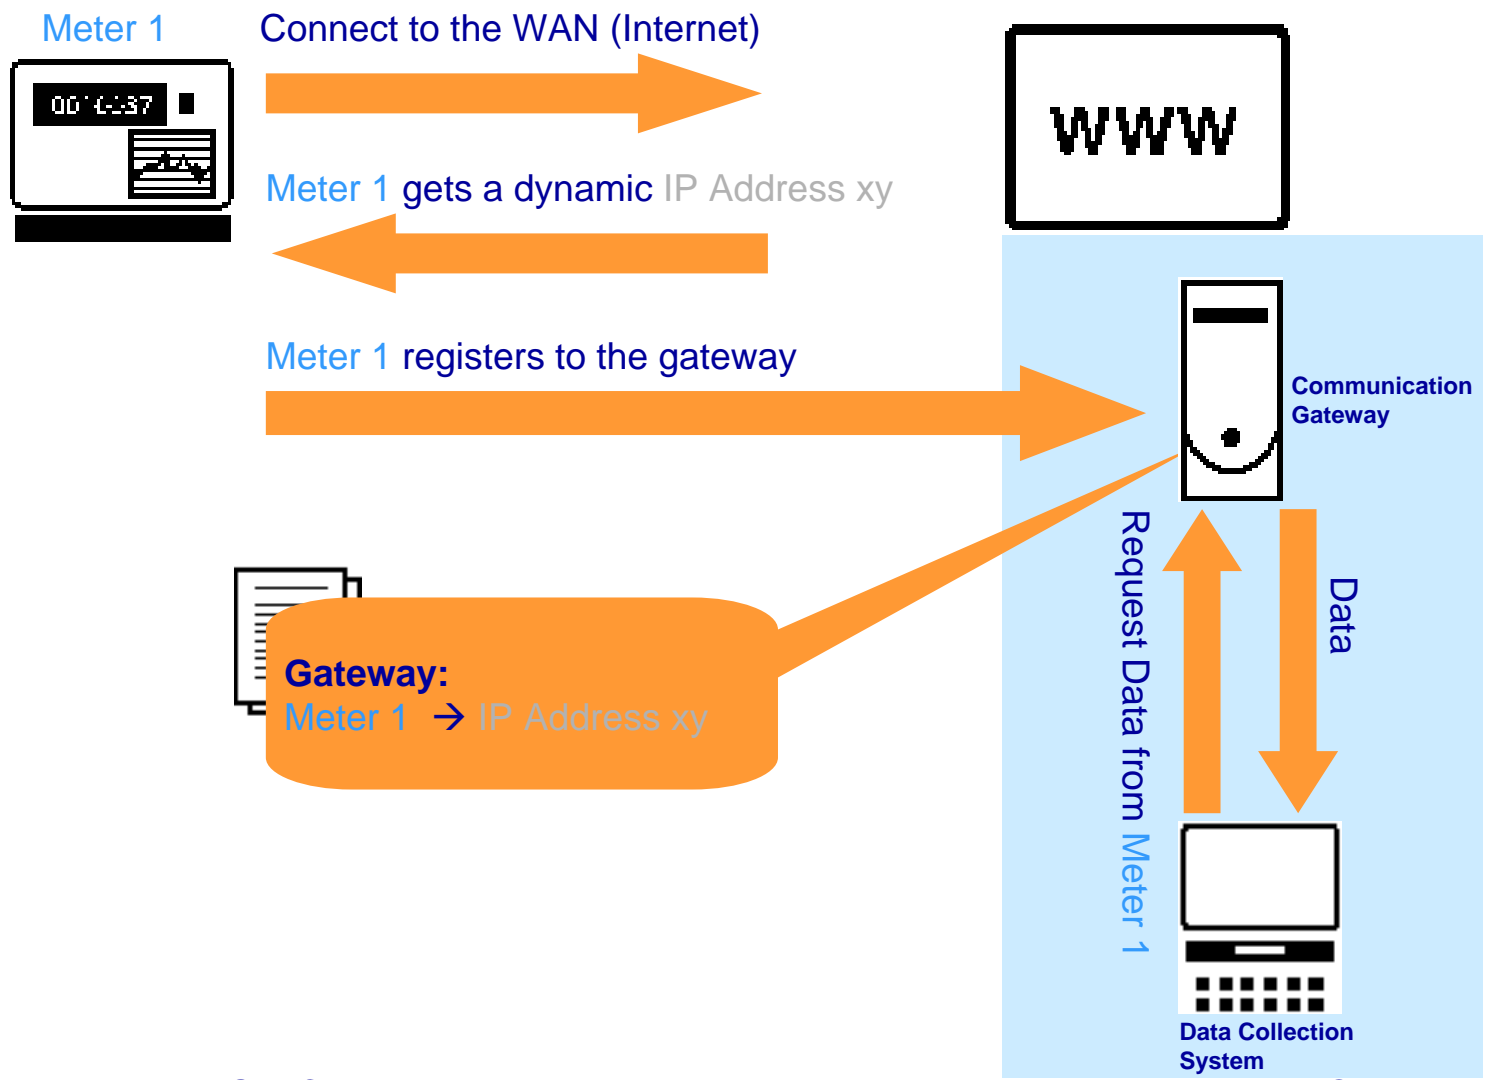 Meter 1
Connect to the WAN (Internet)
WWW
Meter 1 gets a dynamic IP Address xy
Meter 1 registers to the gateway
Communication
Gateway
Gateway:
Meter 1 → IP Address xy
Request Data from Meter 1
Data
Data Collection
System